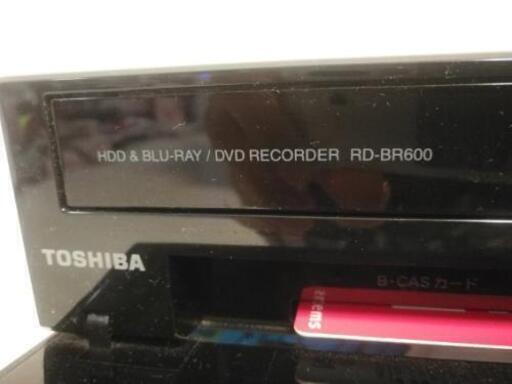 HDD & BLU-RAY / DVD RECORDER RD-BR600
TOSHIBA
B-CASカード